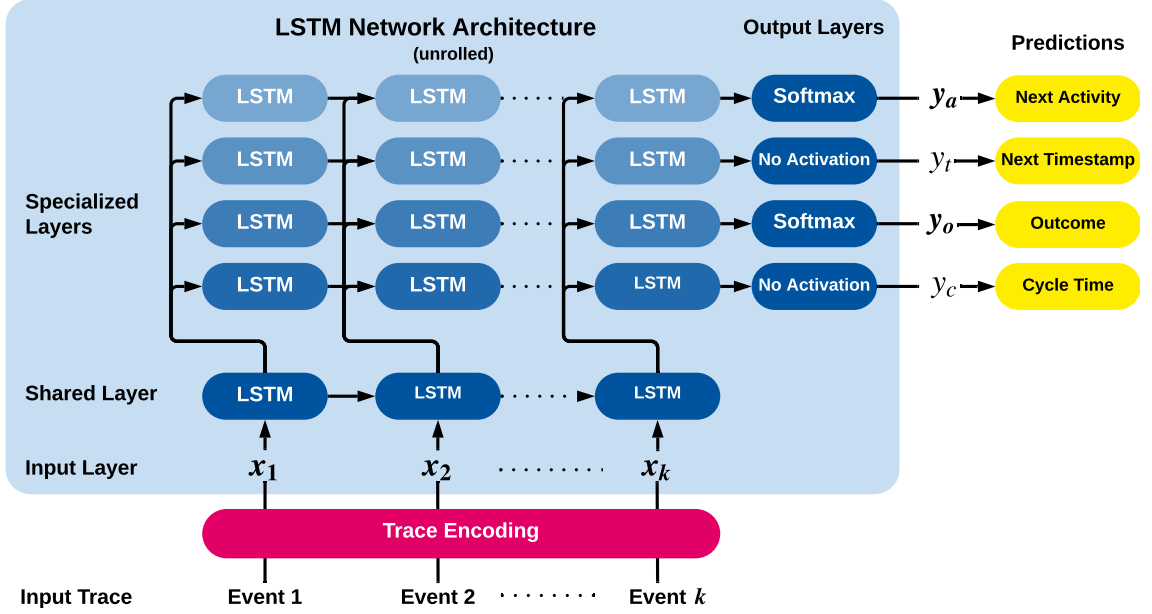 LSTM Network Architecture
(unrolled)
Output Layers
Predictions
LSTM LSTM ........ LSTM Softmax yₐ Next Activity
LSTM LSTM ........ LSTM No Activation yₜ Next Timestamp
Specialized
Layers
LSTM LSTM ........ LSTM Softmax yₒ Outcome
LSTM LSTM ........ LSTM No Activation y_c Cycle Time
Shared Layer LSTM LSTM ........ LSTM
Input Layer x₁ x₂ ........... xₖ
Trace Encoding
Input Trace Event 1 Event 2 .......... Event k